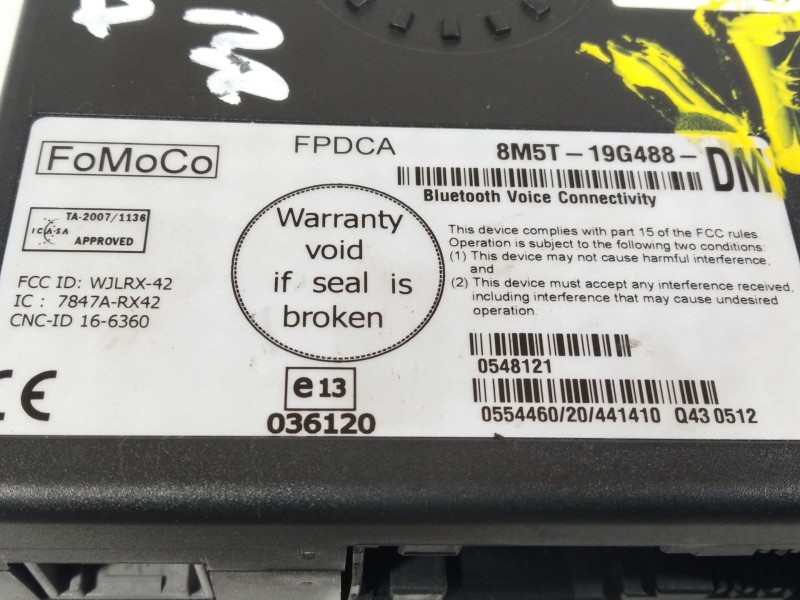 FoMoCo
FPDCA
8M5T-19G488-DM
Bluetooth Voice Connectivity
TA-2007/1136
ICASA
APPROVED
FCC ID: WJLRX-42
IC : 7847A-RX42
CNC-ID 16-6360
CE
Warranty
void
if seal is
broken
e13
036120
This device complies with part 15 of the FCC rules.
Operation is subject to the following two conditions:
(1) This device may not cause harmful interference,
and
(2) This device must accept any interference received,
including interference that may cause undesired
operation.
0548121
0554460/20/441410 Q43 0512